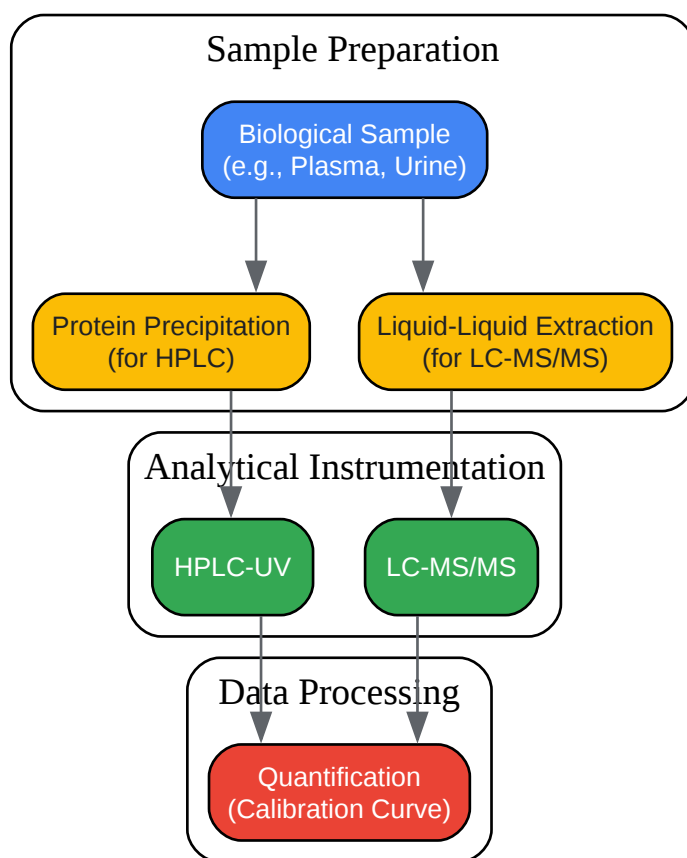 Sample Preparation
Biological Sample
(e.g., Plasma, Urine)
Protein Precipitation
(for HPLC)
Liquid-Liquid Extraction
(for LC-MS/MS)
Analytical Instrumentation
HPLC-UV
LC-MS/MS
Data Processing
Quantification
(Calibration Curve)